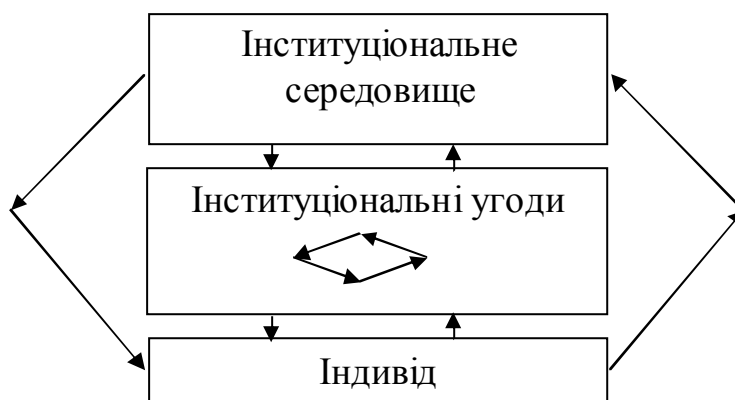 Інституціональне
середовище
Інституціональні угоди
Індивід